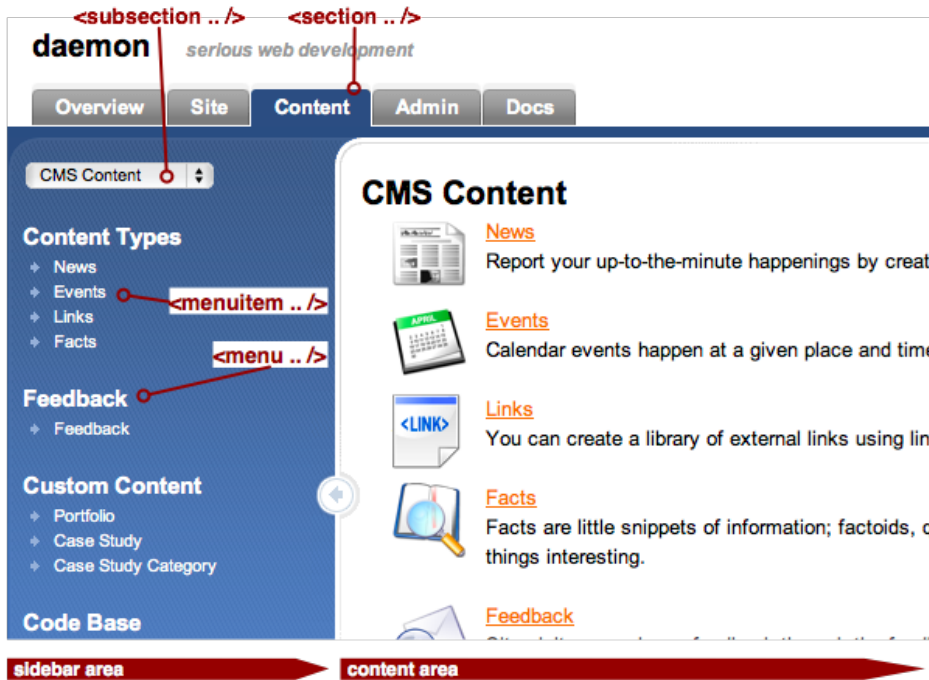 <subsection .. /> <section .. />
daemon serious web development
Overview Site Content Admin Docs
CMS Content
Content Types
News
Events
Links
Facts
<menuitem .. />
<menu .. />
Feedback
Feedback
Custom Content
Portfolio
Case Study
Case Study Category
Code Base
CMS Content
News
Report your up-to-the-minute happenings by creat
APRIL
Events
Calendar events happen at a given place and time
<LINK>
Links
You can create a library of external links using lin
Facts
Facts are little snippets of information; factoids,
things interesting.
Feedback
sidebar area content area